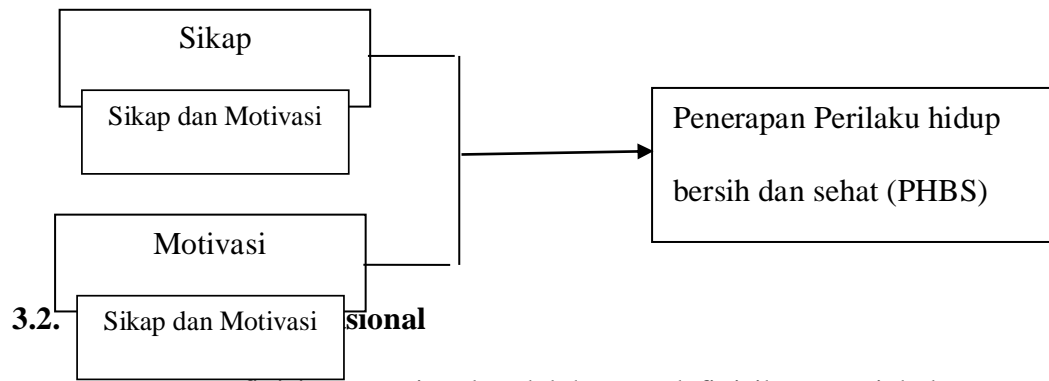 Sikap
Sikap dan Motivasi
Penerapan Perilaku hidup
bersih dan sehat (PHBS)
Motivasi
3.2.
Sikap dan Motivasi
sional